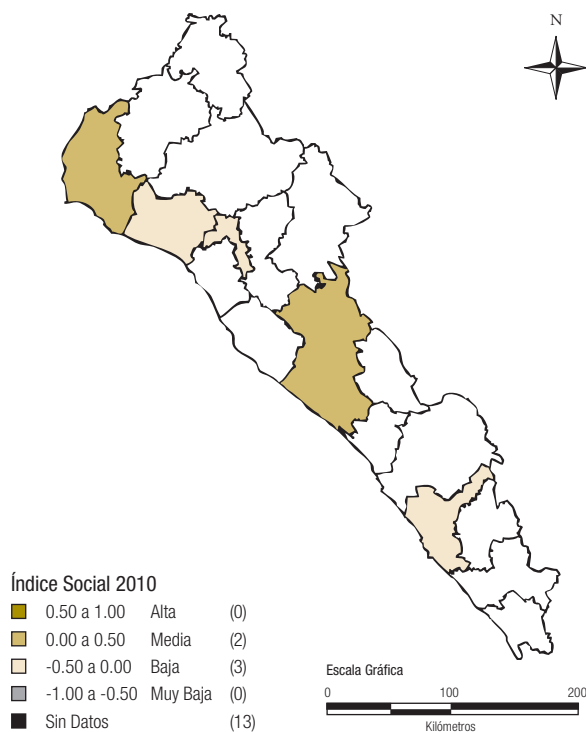 N
Índice Social 2010
0.50 a 1.00 Alta (0)
0.00 a 0.50 Media (2)
-0.50 a 0.00 Baja (3)
-1.00 a -0.50 Muy Baja (0)
Sin Datos (13)
Escala Gráfica
0 100 200
Kilómetros